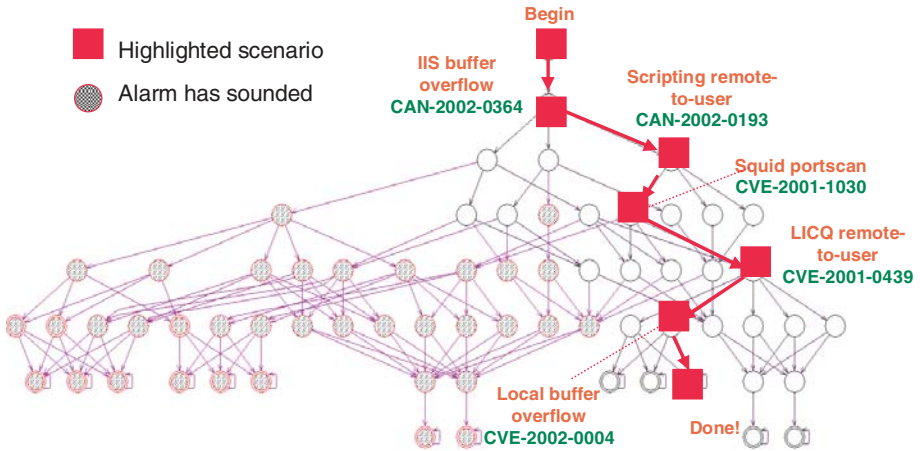 Begin
Highlighted scenario
Alarm has sounded
IIS buffer
overflow
CAN-2002-0364
Scripting remote-
to-user
CAN-2002-0193
Squid portscan
CVE-2001-1030
LICQ remote-
to-user
CVE-2001-0439
Local buffer
overflow
CVE-2002-0004
Done!